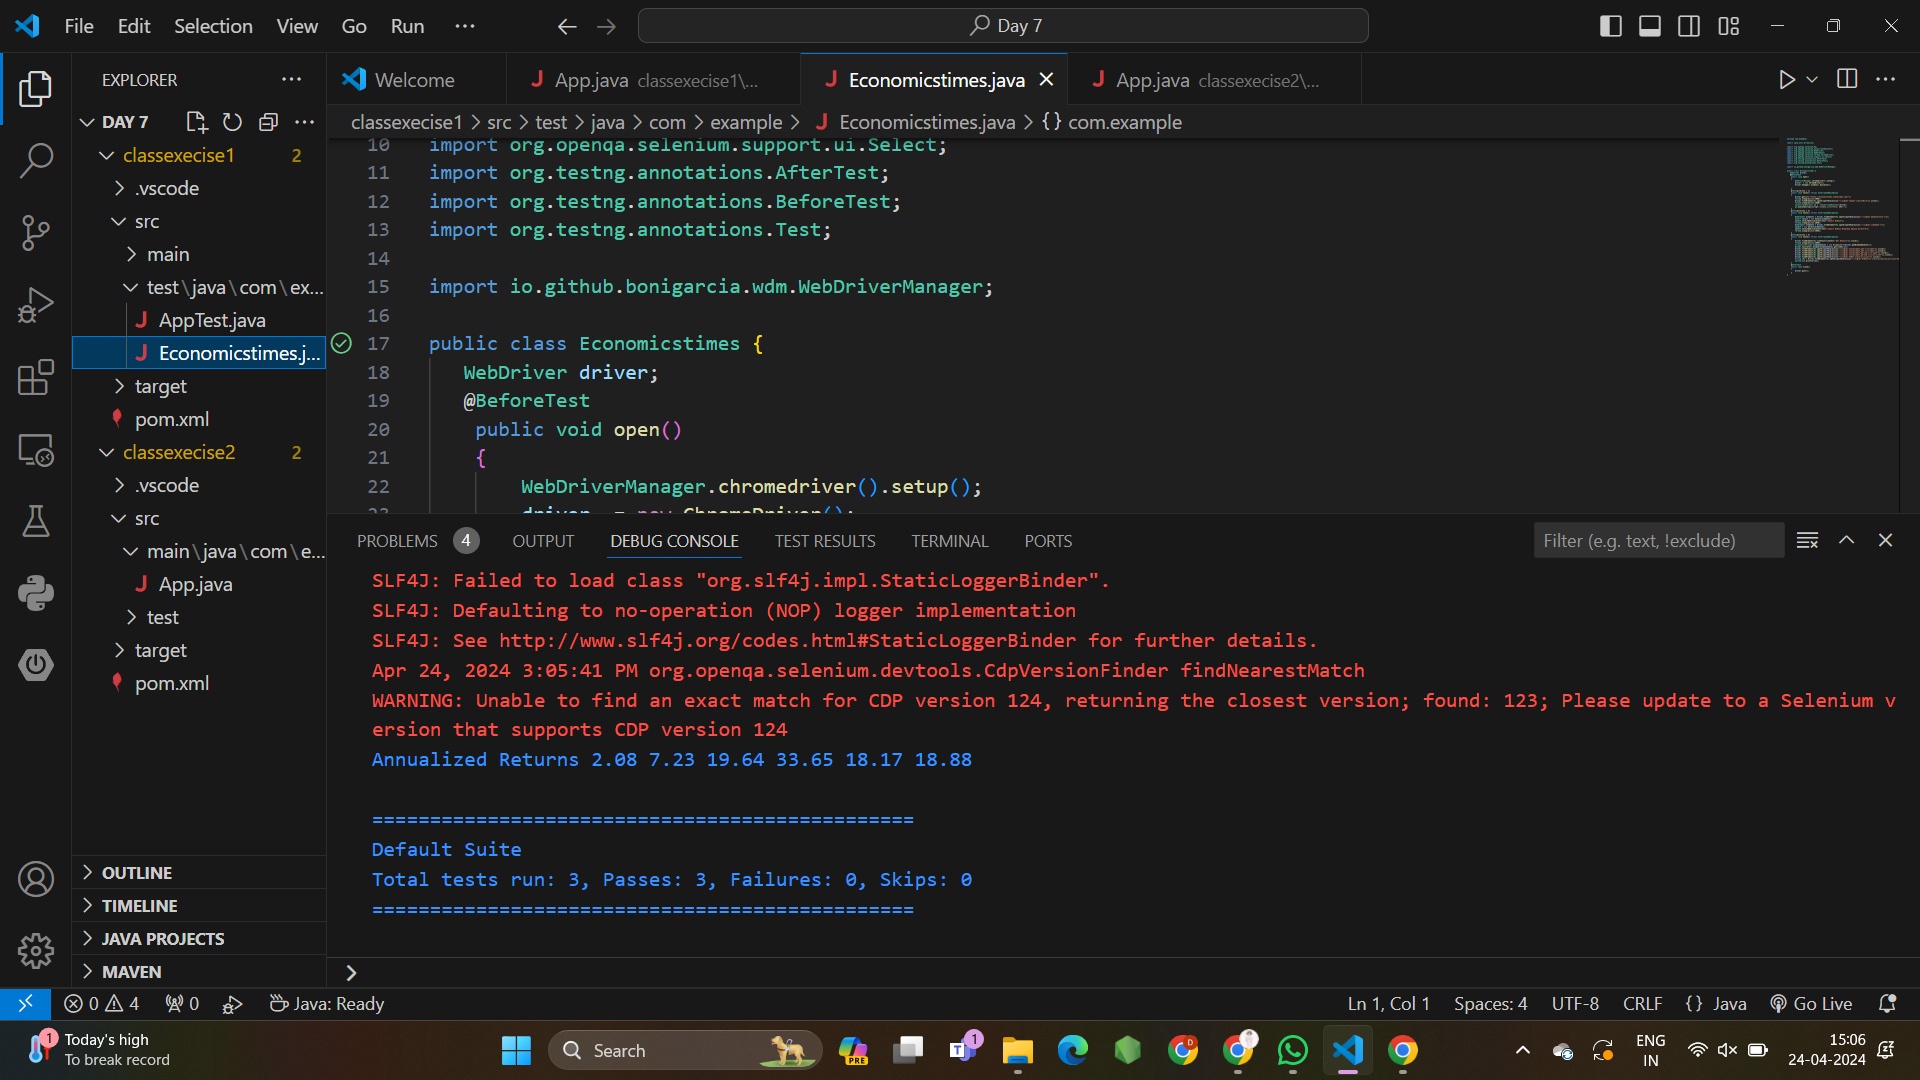 File Edit Selection View Go Run ···
Day 7
EXPLORER ···
Welcome
App.java classexecise1\...
Economicstimes.java
App.java classexecise2\...
DAY 7
classexecise1 2
.vscode
src
main
test\java\com\ex...
AppTest.java
Economicstimes.j...
target
pom.xml
classexecise2 2
.vscode
src
main\java\com\e...
App.java
test
target
pom.xml
OUTLINE
TIMELINE
JAVA PROJECTS
MAVEN
classexecise1 > src > test > java > com > example > Economicstimes.java > {} com.example
10 import org.openqa.selenium.support.ui.Select;
11 import org.testng.annotations.AfterTest;
12 import org.testng.annotations.BeforeTest;
13 import org.testng.annotations.Test;
14
15 import io.github.bonigarcia.wdm.WebDriverManager;
16
17 public class Economicstimes {
18 WebDriver driver;
19 @BeforeTest
20 public void open()
21 {
22 WebDriverManager.chromedriver().setup();
23 driver = new ChromeDriver();
PROBLEMS 4 OUTPUT DEBUG CONSOLE TEST RESULTS TERMINAL PORTS
Filter (e.g. text, !exclude)
SLF4J: Failed to load class "org.slf4j.impl.StaticLoggerBinder".
SLF4J: Defaulting to no-operation (NOP) logger implementation
SLF4J: See http://www.slf4j.org/codes.html#StaticLoggerBinder for further details.
Apr 24, 2024 3:05:41 PM org.openqa.selenium.devtools.CdpVersionFinder findNearestMatch
WARNING: Unable to find an exact match for CDP version 124, returning the closest version; found: 123; Please update to a Selenium v
ersion that supports CDP version 124
Annualized Returns 2.08 7.23 19.64 33.65 18.17 18.88
===============================================
Default Suite
Total tests run: 3, Passes: 3, Failures: 0, Skips: 0
===============================================
0 4 0 Java: Ready
Ln 1, Col 1 Spaces: 4 UTF-8 CRLF {} Java Go Live
1 Today's high
To break record
Search
PRE
1
ENG
IN
15:06
24-04-2024